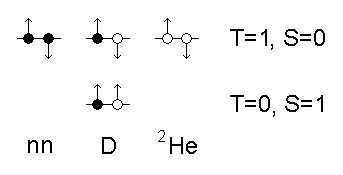 T=1, S=0
T=0, S=1
nn D ²He